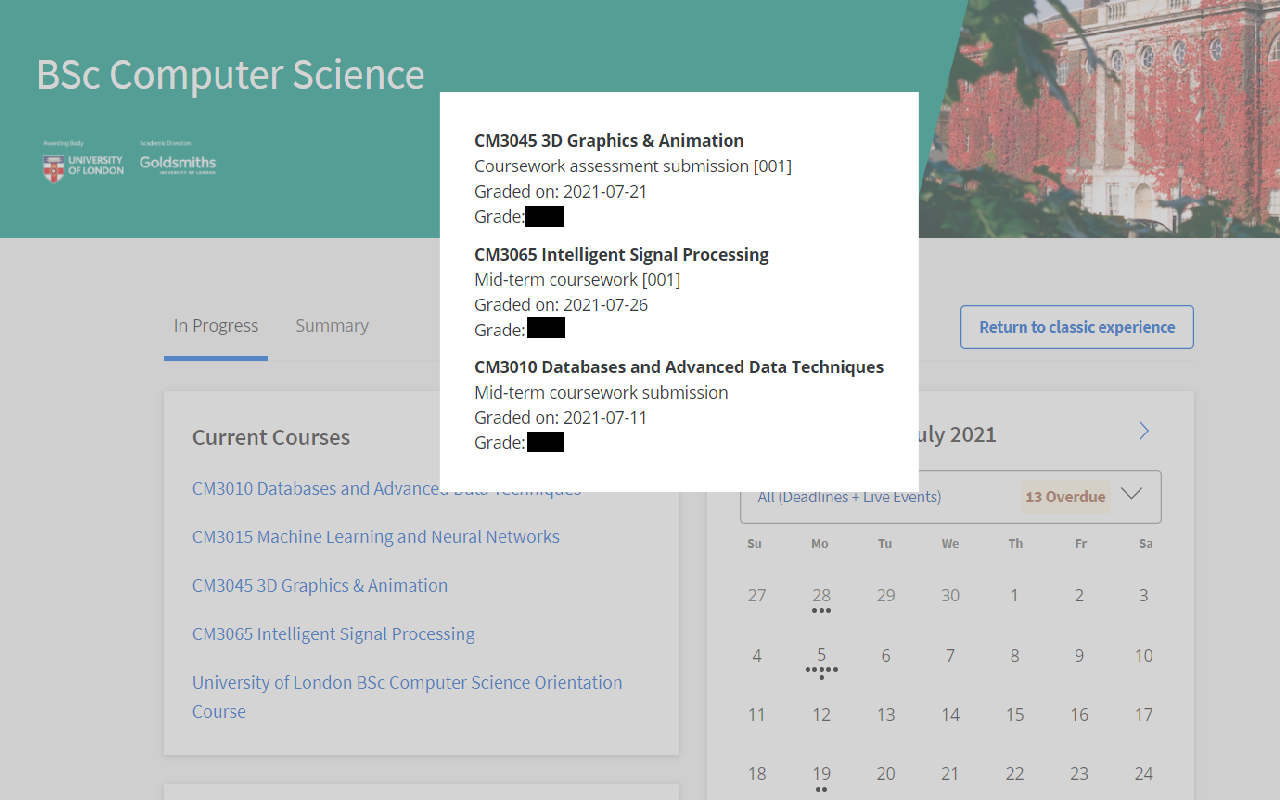 BSc Computer Science
Awarding Body
UNIVERSITY
OF LONDON
Academic Direction
Goldsmiths
UNIVERSITY OF LONDON
CM3045 3D Graphics & Animation
Coursework assessment submission [001]
Graded on: 2021-07-21
Grade:
CM3065 Intelligent Signal Processing
Mid-term coursework [001]
Graded on: 2021-07-26
Grade:
CM3010 Databases and Advanced Data Techniques
Mid-term coursework submission
Graded on: 2021-07-11
Grade:
In Progress
Summary
Return to classic experience
Current Courses
CM3010 Databases and Advanced Data Techniques
CM3015 Machine Learning and Neural Networks
CM3045 3D Graphics & Animation
CM3065 Intelligent Signal Processing
University of London BSc Computer Science Orientation
Course
uly 2021
All (Deadlines + Live Events) 13 Overdue
Su Mo Tu We Th Fr Sa
27 28 29 30 1 2 3
4 5 6 7 8 9 10
11 12 13 14 15 16 17
18 19 20 21 22 23 24